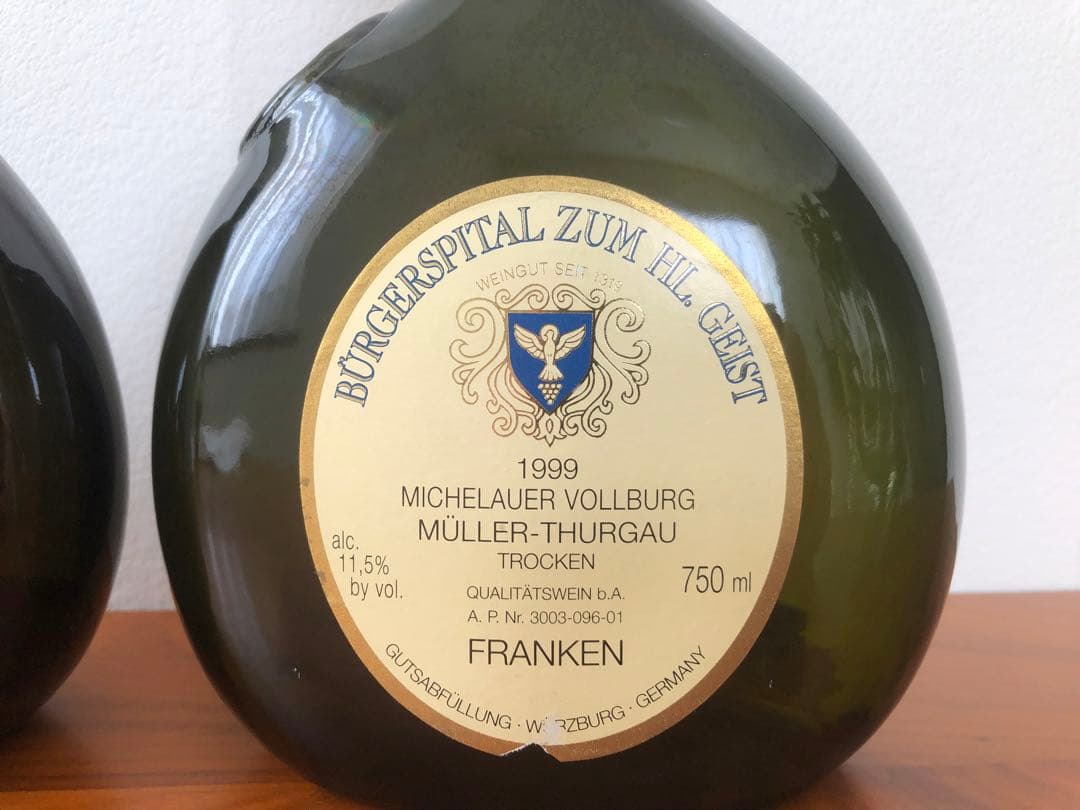 BÜRGERSPITAL ZUM HL. GEIST
WEINGUT SEIT 1319
1999
MICHELAUER VOLLBURG
MÜLLER-THURGAU
TROCKEN
alc.
11,5%
by vol.
750 ml
QUALITÄTSWEIN b.A.
A. P. Nr. 3003-096-01
FRANKEN
GUTSABFÜLLUNG · WÜRZBURG · GERMANY